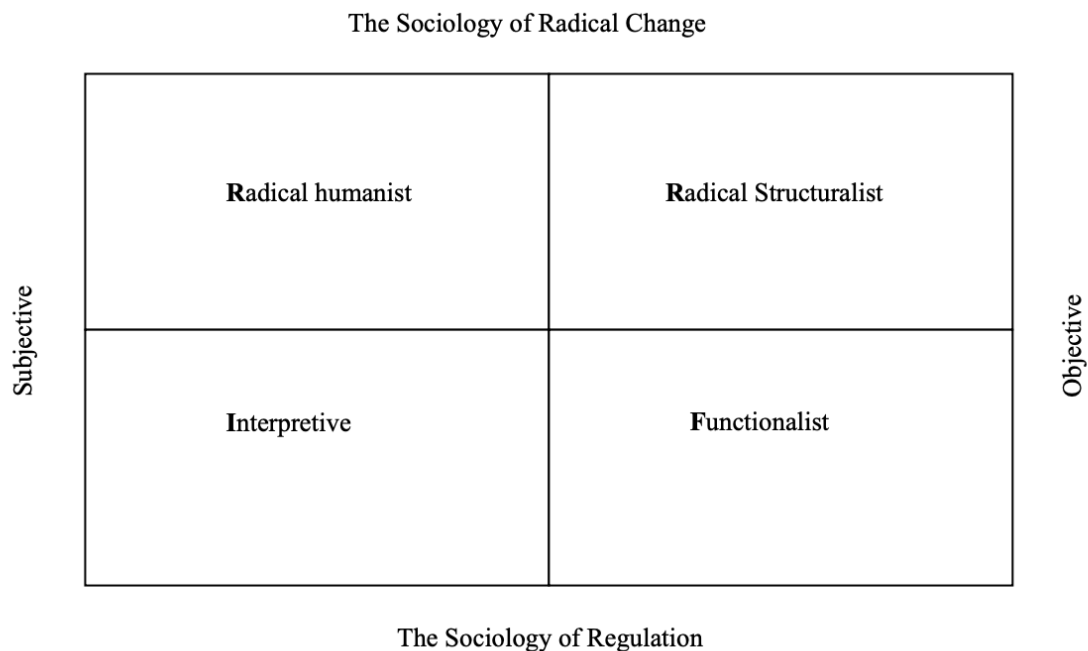 The Sociology of Radical Change
Radical humanist
Radical Structuralist
Subjective
Objective
Interpretive
Functionalist
The Sociology of Regulation